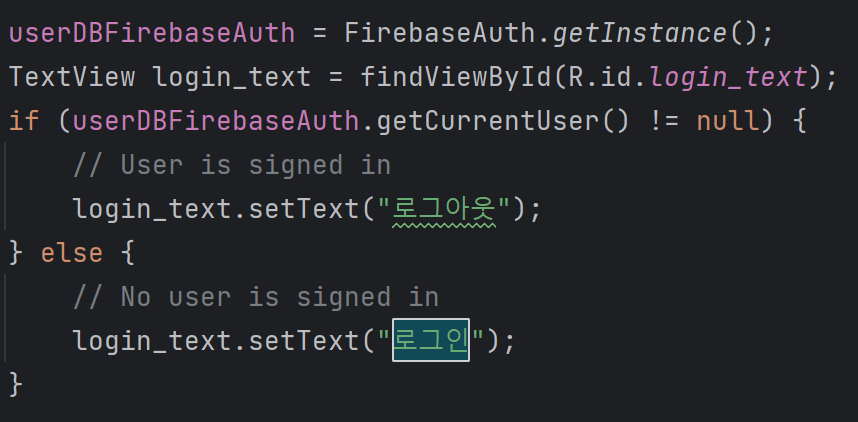 userDBFirebaseAuth = FirebaseAuth.getInstance();
TextView login_text = findViewById(R.id.login_text);
if (userDBFirebaseAuth.getCurrentUser() != null) {
    // User is signed in
    login_text.setText("로그아웃");
} else {
    // No user is signed in
    login_text.setText("로그인");
}